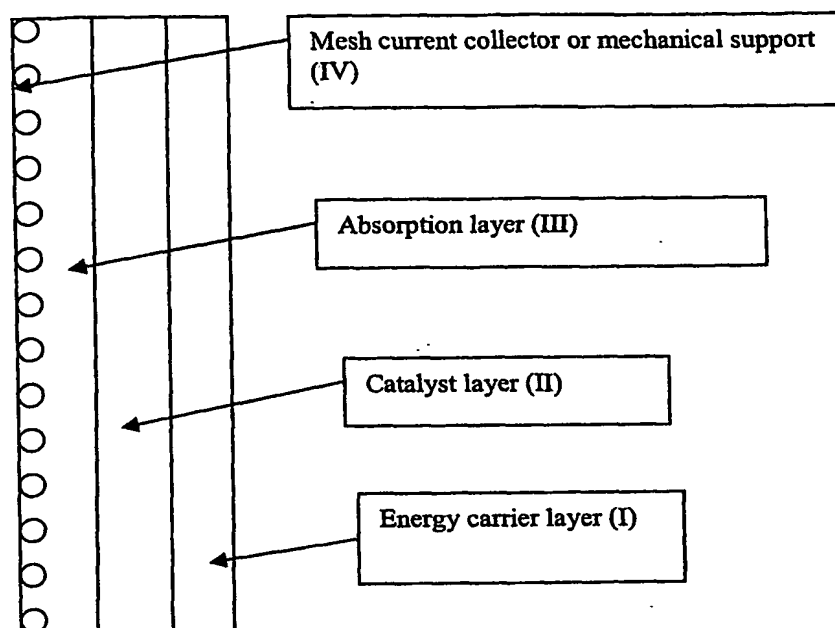 Mesh current collector or mechanical support
(IV)
Absorption layer (III)
Catalyst layer (II)
Energy carrier layer (I)